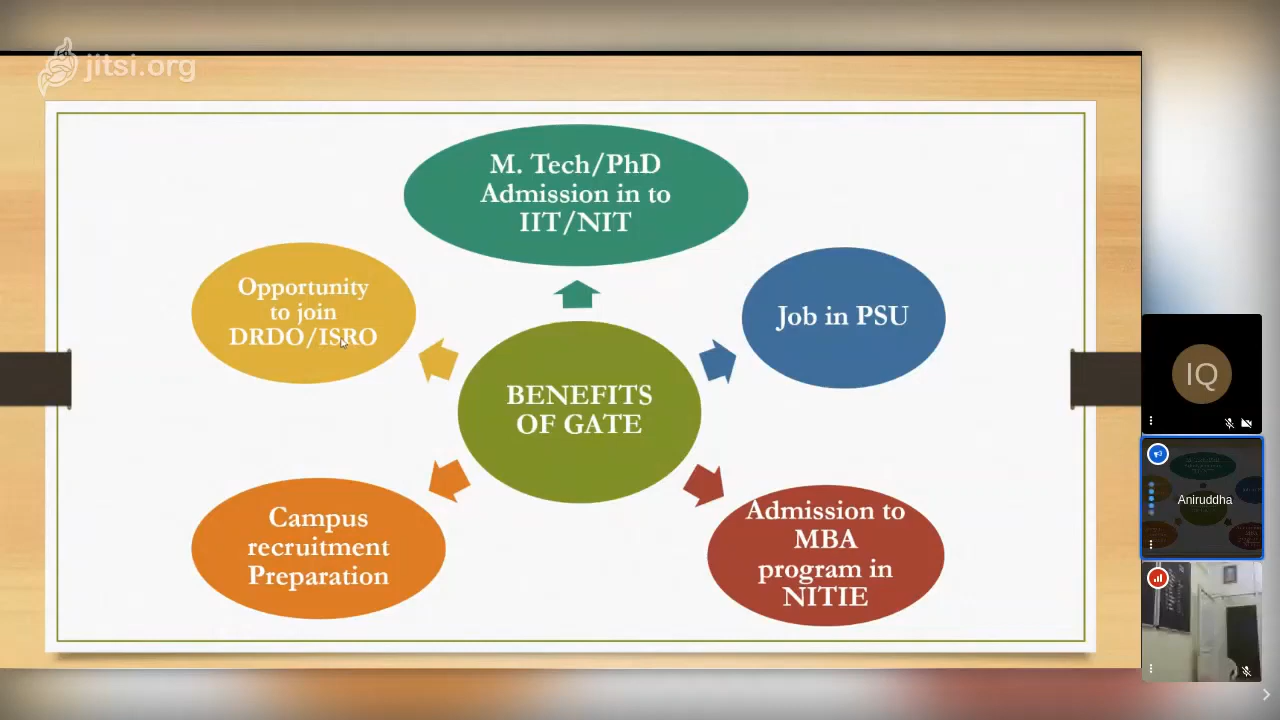 jitsi.org
M. Tech/PhD
Admission in to
IIT/NIT
Opportunity
to join
DRDO/ISRO
Job in PSU
BENEFITS
OF GATE
Campus
recruitment
Preparation
Admission to
MBA
program in
NITIE
IQ
Aniruddha